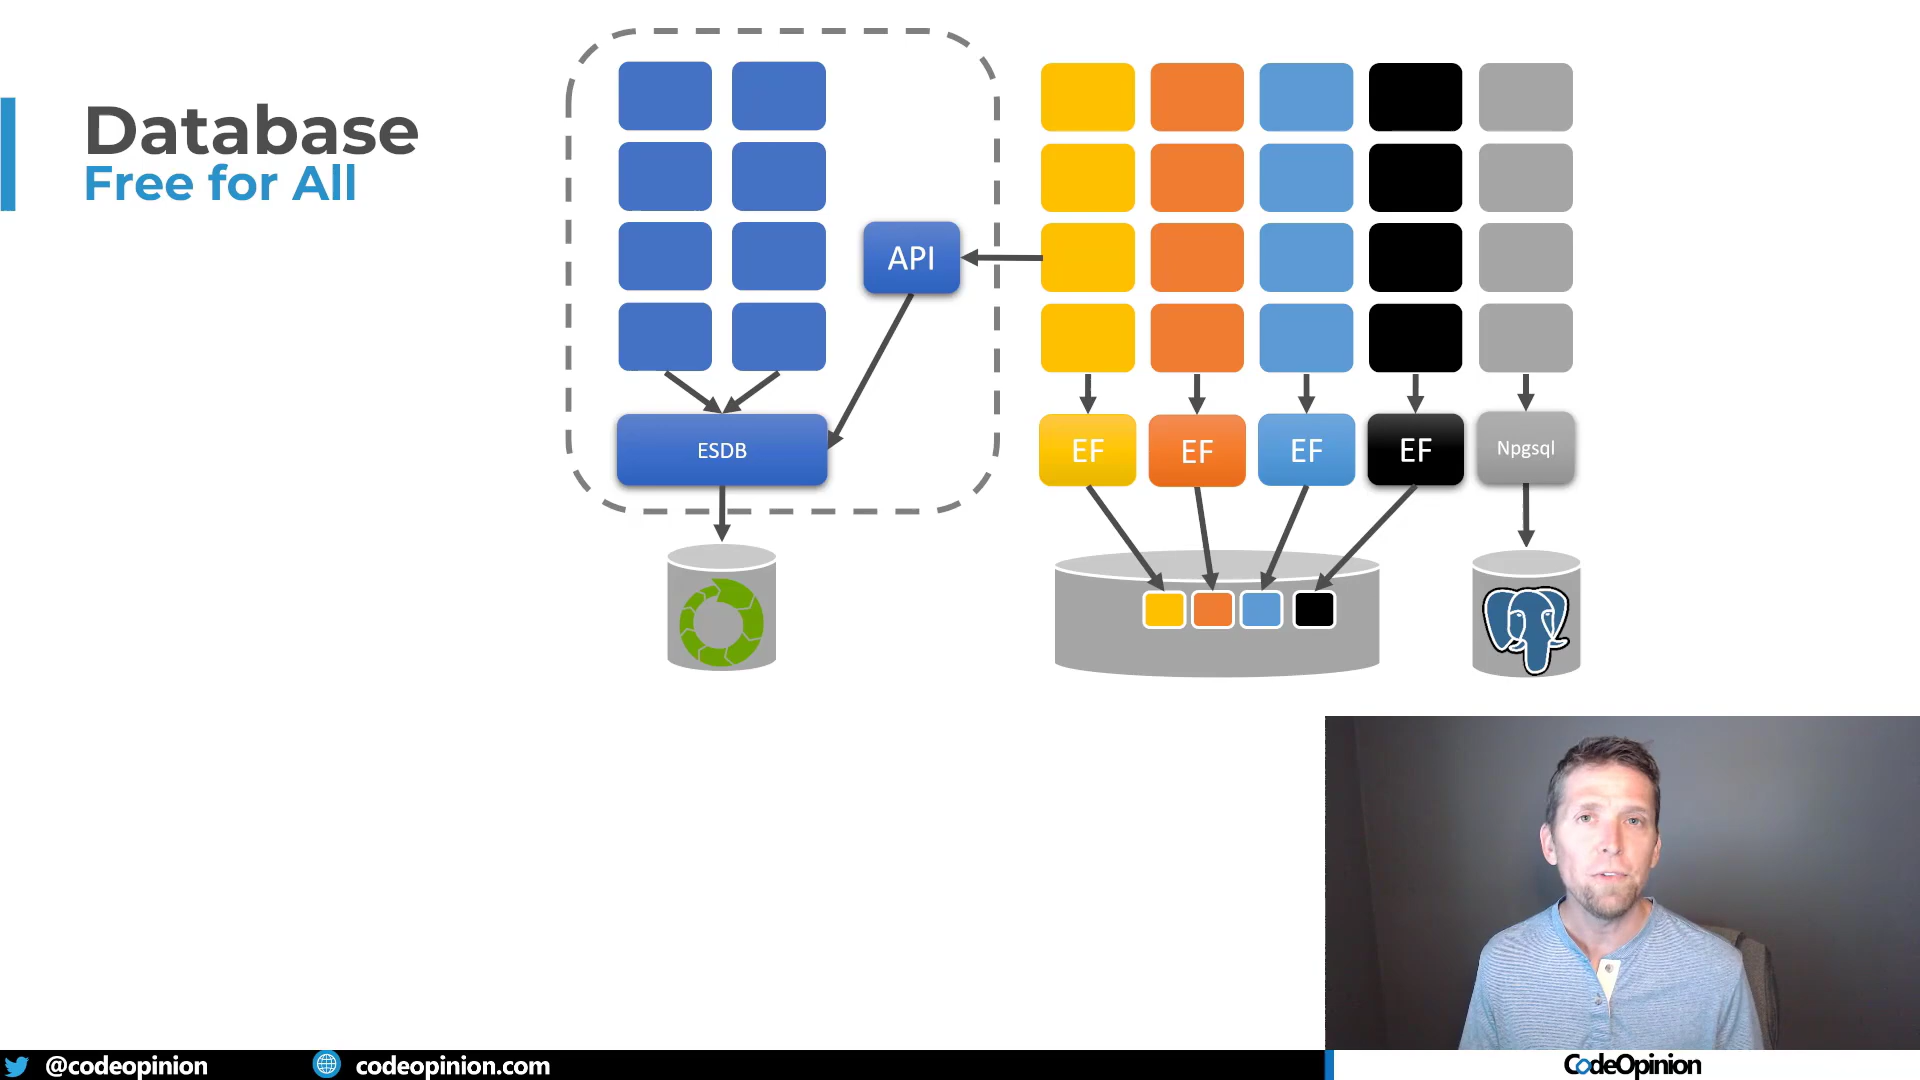 Database
Free for All
API
ESDB
EF
EF
EF
EF
Npgsql
@codeopinion
codeopinion.com
CodeOpinion